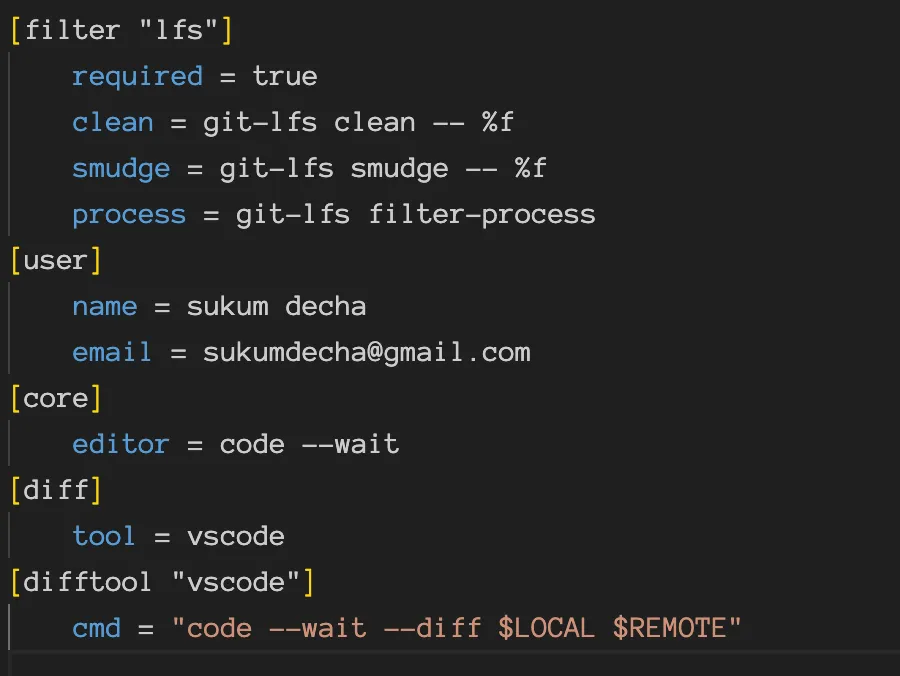 [filter "lfs"]
required = true
clean = git-lfs clean -- %f
smudge = git-lfs smudge -- %f
process = git-lfs filter-process
[user]
name = sukum decha
email = sukumdecha@gmail.com
[core]
editor = code --wait
[diff]
tool = vscode
[difftool "vscode"]
cmd = "code --wait --diff $LOCAL $REMOTE"